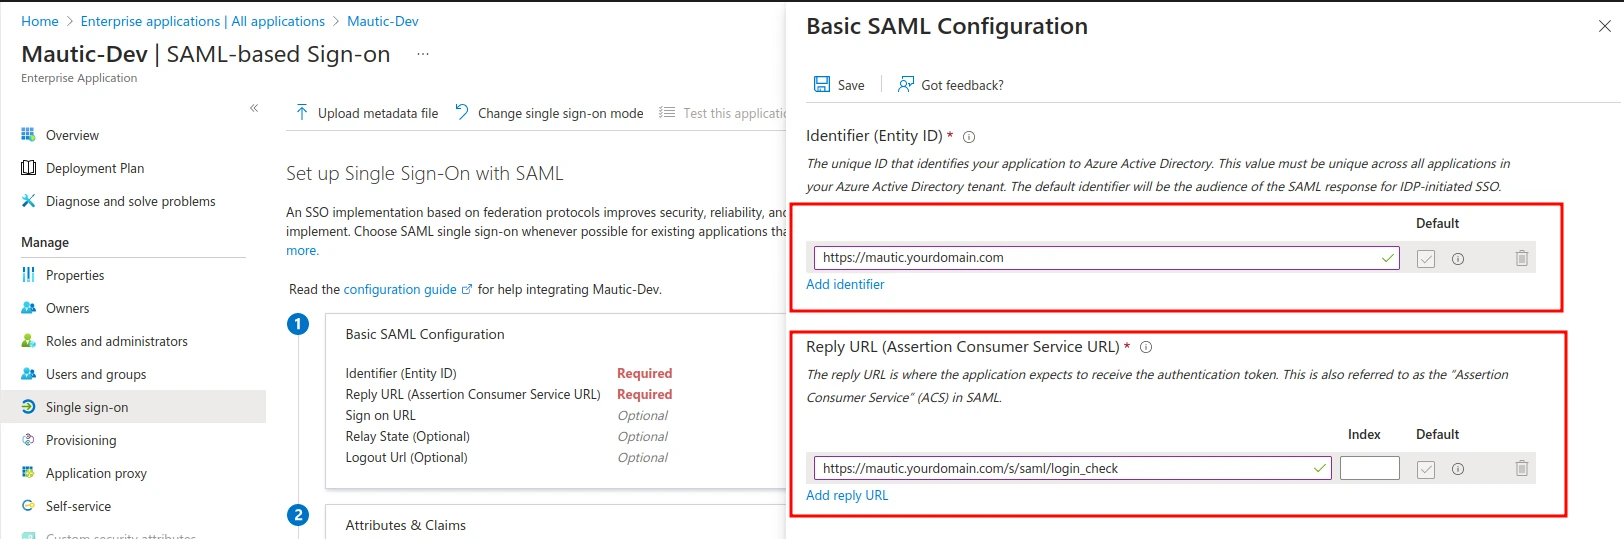 Home > Enterprise applications | All applications > Mautic-Dev
Mautic-Dev | SAML-based Sign-on ...
Enterprise Application
«
Overview
Deployment Plan
Diagnose and solve problems
Manage
Properties
Owners
Roles and administrators
Users and groups
Single sign-on
Provisioning
Application proxy
Self-service
Custom security attributes
Upload metadata file
Change single sign-on mode
Test this applicatio
Set up Single Sign-On with SAML
An SSO implementation based on federation protocols improves security, reliability, and
implement. Choose SAML single sign-on whenever possible for existing applications tha
more.
Read the configuration guide for help integrating Mautic-Dev.
1
Basic SAML Configuration
Identifier (Entity ID) Required
Reply URL (Assertion Consumer Service URL) Required
Sign on URL Optional
Relay State (Optional) Optional
Logout Url (Optional) Optional
2
Attributes & Claims
Basic SAML Configuration
Save
Got feedback?
Identifier (Entity ID) *
The unique ID that identifies your application to Azure Active Directory. This value must be unique across all applications in
your Azure Active Directory tenant. The default identifier will be the audience of the SAML response for IDP-initiated SSO.
Default
https://mautic.yourdomain.com
Add identifier
Reply URL (Assertion Consumer Service URL) *
The reply URL is where the application expects to receive the authentication token. This is also referred to as the "Assertion
Consumer Service" (ACS) in SAML.
Index Default
https://mautic.yourdomain.com/s/saml/login_check
Add reply URL